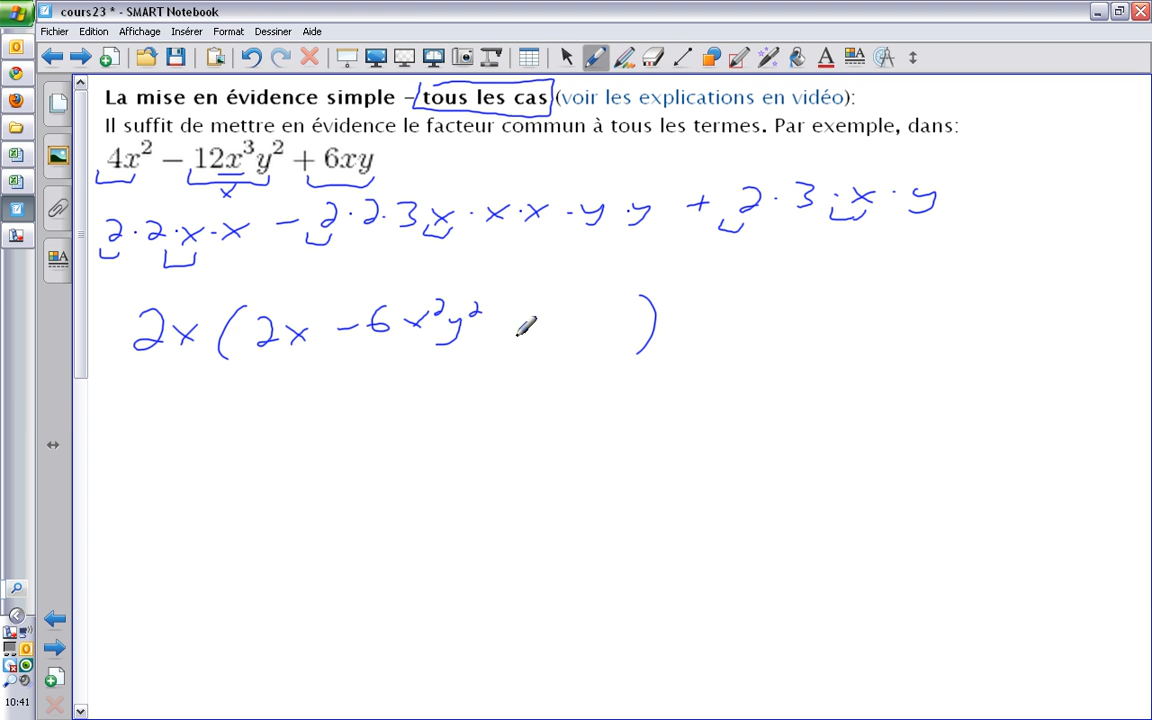 cours23 * - SMART Notebook
Fichier Edition Affichage Insérer Format Dessiner Aide
La mise en évidence simple – tous les cas (voir les explications en vidéo):
Il suffit de mettre en évidence le facteur commun à tous les termes. Par exemple, dans:
4x² − 12x³y² + 6xy
x
2 · 2 · x · x − 2 · 2 · 3 x · x · x · y · y + 2 · 3 · x · y
2x ( 2x − 6x²y² )
10:41